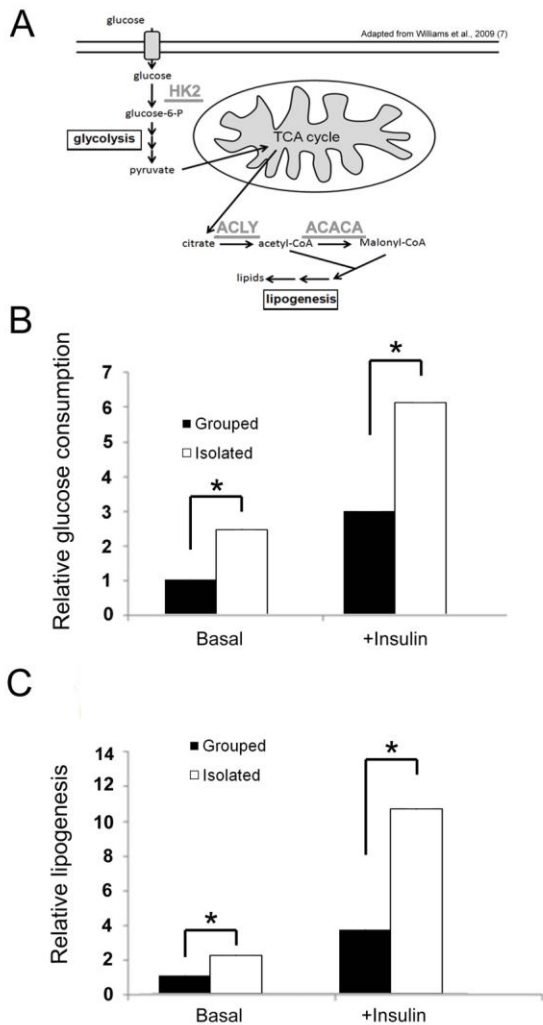 A
glucose
Adapted from Williams et al., 2009 (7)
glucose
HK2
glucose-6-P
glycolysis
TCA cycle
pyruvate
ACLY
ACACA
citrate
acetyl-CoA
Malonyl-CoA
lipids
lipogenesis
B
Relative glucose consumption
7
6
5
4
3
2
1
0
Grouped
Isolated
*
*
Basal
+Insulin
C
Relative lipogenesis
14
12
10
8
6
4
2
0
Grouped
Isolated
*
*
Basal
+Insulin